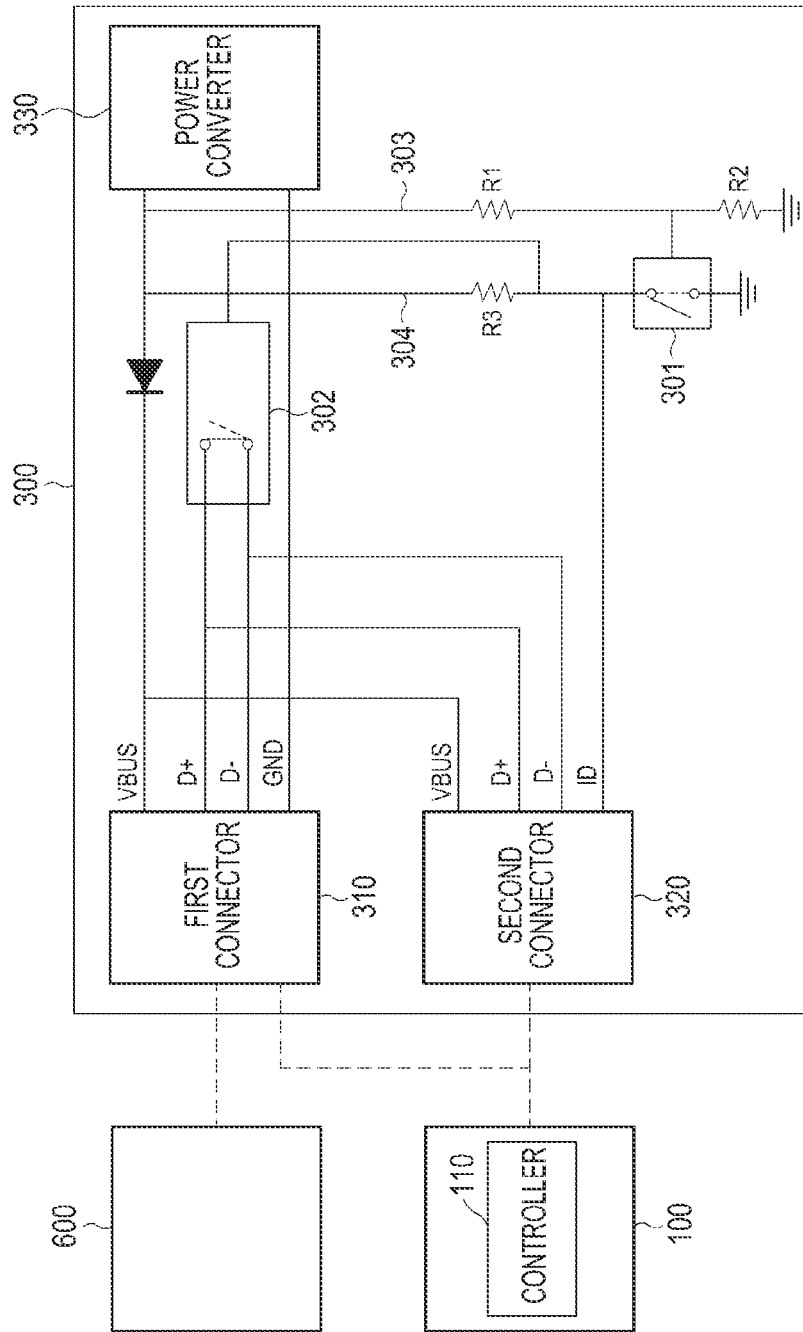 300
330
POWER
CONVERTER
303
R1
R2
304
R3
302
301
VBUS
D+
D-
GND
FIRST
CONNECTOR
310
VBUS
D+
D-
ID
SECOND
CONNECTOR
320
600
110
CONTROLLER
100